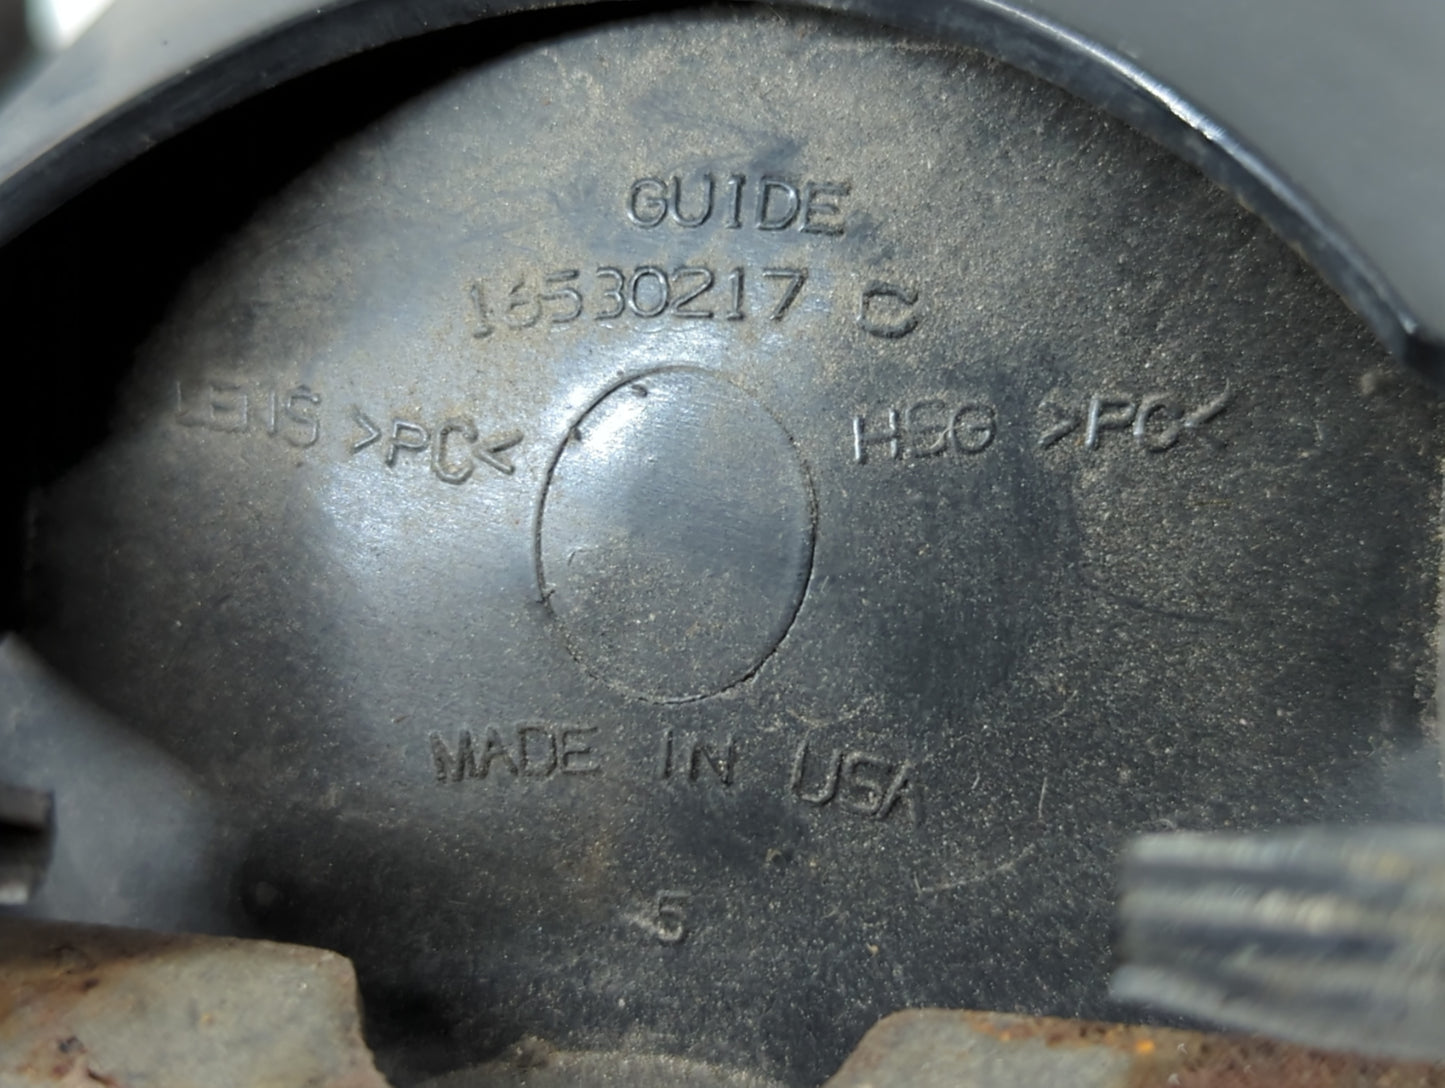 GUIDE
16530217 C
LENS >PC< HSG >PC<
MADE IN USA
5